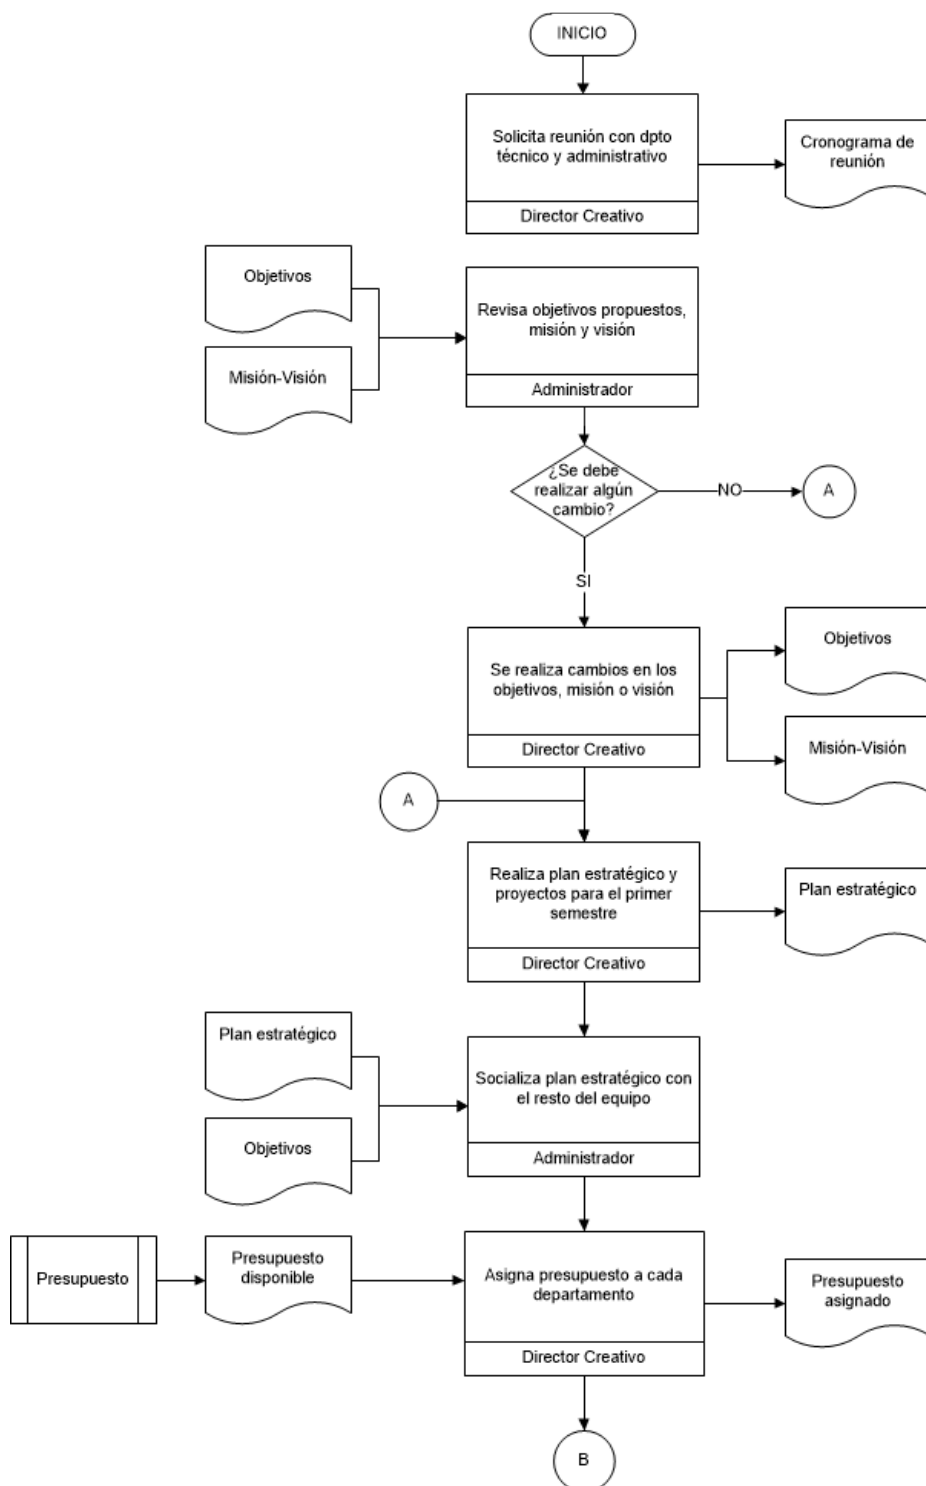 INICIO
Solicita reunión con dpto
técnico y administrativo
Director Creativo
Cronograma de
reunión
Objetivos
Misión-Visión
Revisa objetivos propuestos,
misión y visión
Administrador
¿Se debe
realizar algún
cambio?
NO
A
SI
Se realiza cambios en los
objetivos, misión o visión
Director Creativo
Objetivos
Misión-Visión
A
Realiza plan estratégico y
proyectos para el primer
semestre
Director Creativo
Plan estratégico
Plan estratégico
Objetivos
Socializa plan estratégico con
el resto del equipo
Administrador
Presupuesto
Presupuesto
disponible
Asigna presupuesto a cada
departamento
Director Creativo
Presupuesto
asignado
B